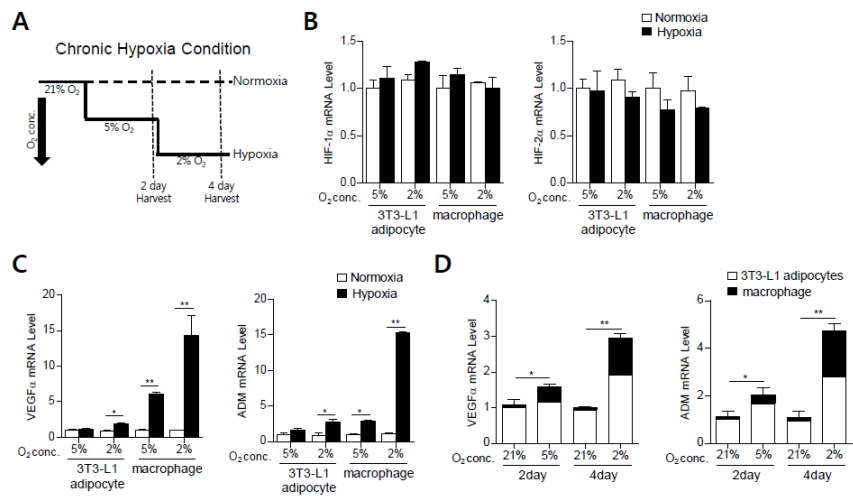 A
Chronic Hypoxia Condition
Normoxia
21% O2
O2 conc.
5% O2
Hypoxia
2% O2
2 day
Harvest
4 day
Harvest
B
Normoxia
Hypoxia
HIF-1α mRNA Level
1.5
1.0
0.5
0.0
O2 conc.
5% 2% 5% 2%
3T3-L1
adipocyte
macrophage
HIF-2α mRNA Level
1.5
1.0
0.5
0.0
5% 2% 5% 2%
3T3-L1
adipocyte
macrophage
C
Normoxia
Hypoxia
VEGFα mRNA Level
20
15
10
5
0
*
**
**
O2 conc.
5% 2% 5% 2%
3T3-L1
adipocyte
macrophage
ADM mRNA Level
20
15
10
5
0
*
*
**
O2 conc.
5% 2% 5% 2%
3T3-L1
adipocyte
macrophage
D
3T3-L1 adipocytes
macrophage
VEGFα mRNA Level
4
3
2
1
0
*
**
O2 conc.
21% 5% 21% 2%
2day 4day
ADM mRNA Level
6
4
2
0
*
**
O2 conc.
21% 5% 21% 2%
2day 4day